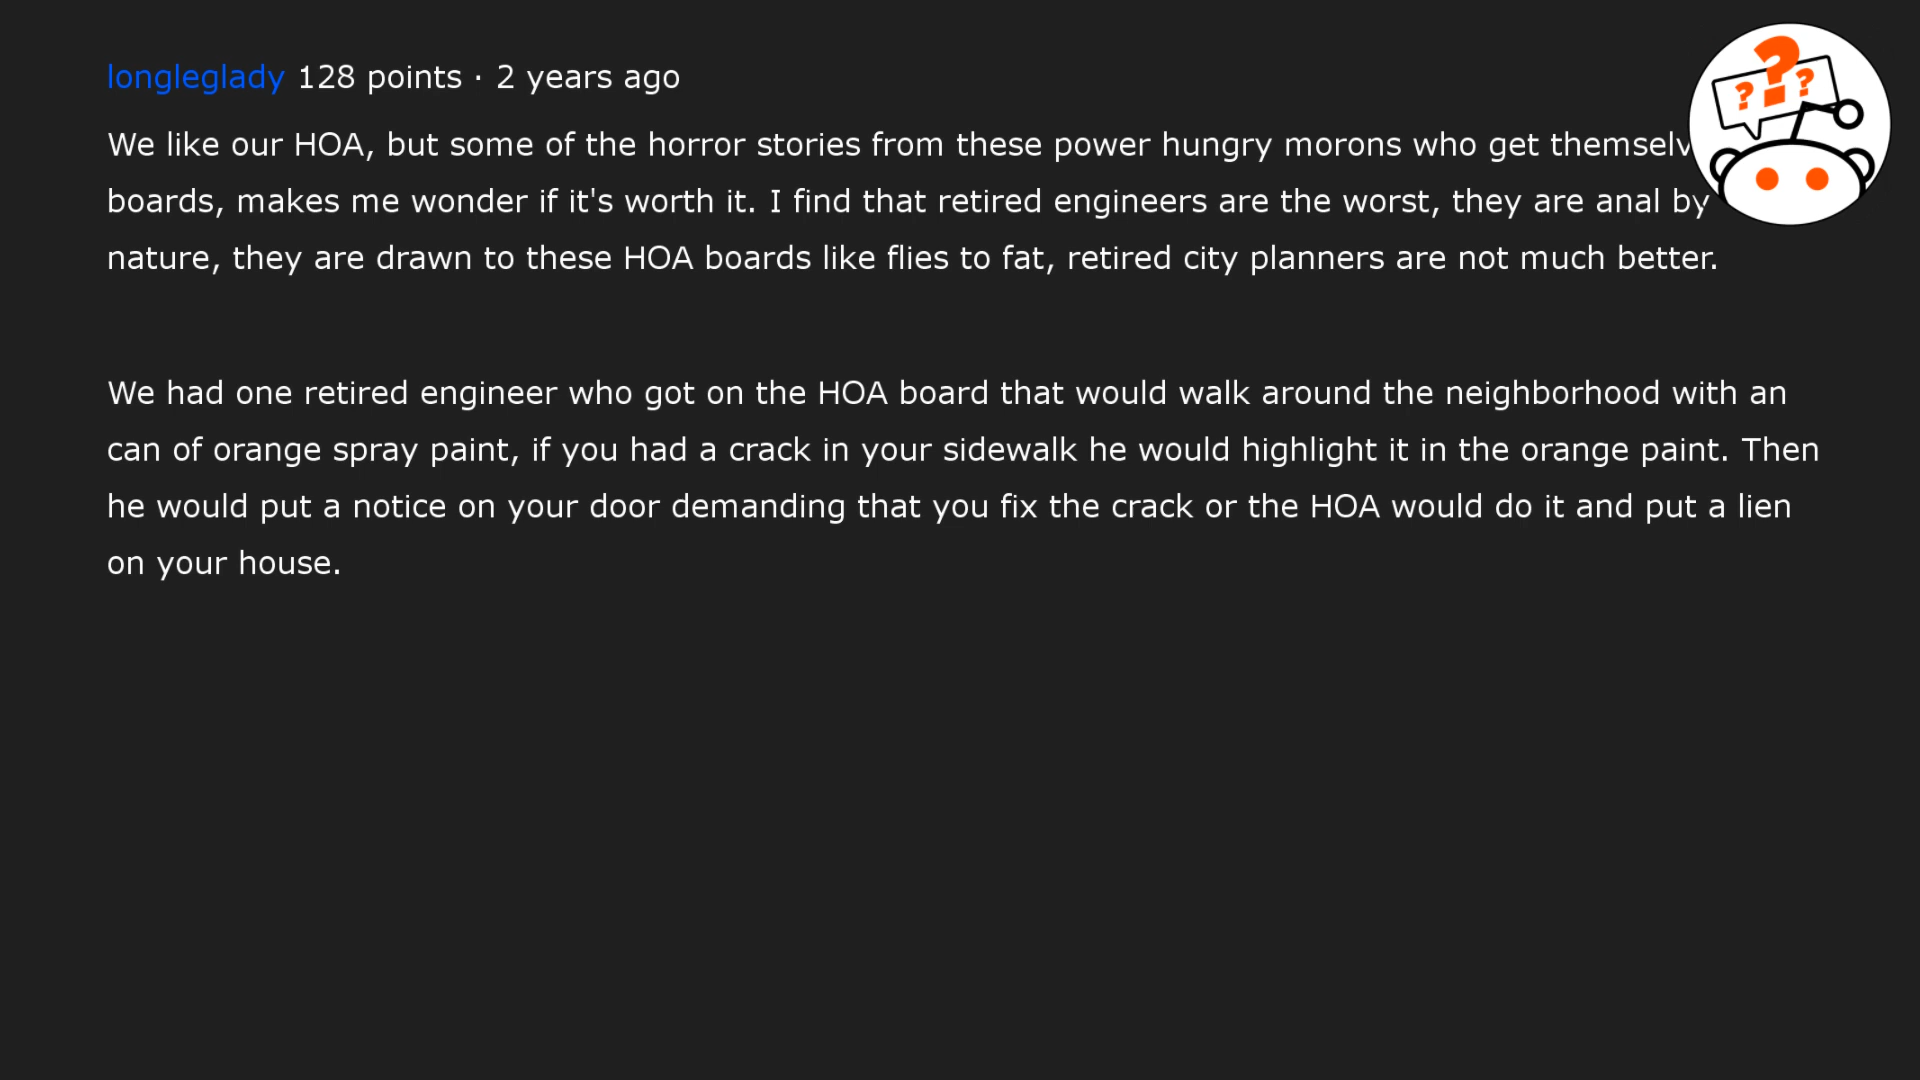 longleglady 128 points · 2 years ago
We like our HOA, but some of the horror stories from these power hungry morons who get
boards, makes me wonder if it's worth it. I find that retired engineers are the worst, they are anal by
nature, they are drawn to these HOA boards like flies to fat, retired city planners are not much better.
We had one retired engineer who got on the HOA board that would walk around the neighborhood with an
can of orange spray paint, if you had a crack in your sidewalk he would highlight it in the orange paint. Then
he would put a notice on your door demanding that you fix the crack or the HOA would do it and put a lien
on your house.
? ? ?